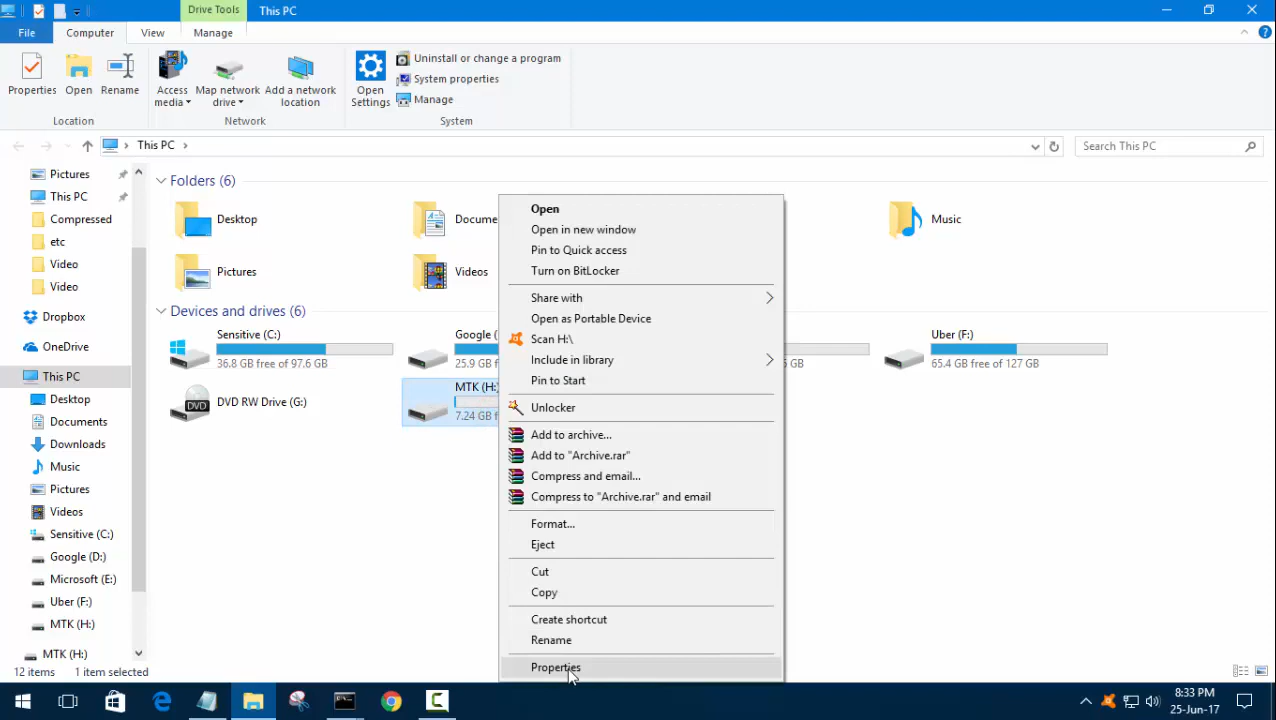 Drive Tools This PC
File Computer View Manage
Properties Open Rename Access media Map network drive Add a network location Open Settings
Uninstall or change a program
System properties
Manage
Location Network System
This PC Search This PC
Pictures
This PC
Compressed
etc
Video
Video
Dropbox
OneDrive
This PC
Desktop
Documents
Downloads
Music
Pictures
Videos
Sensitive (C:)
Google (D:)
Microsoft (E:)
Uber (F:)
MTK (H:)
MTK (H:)
Folders (6)
Desktop Docume Music
Pictures Videos
Devices and drives (6)
Sensitive (C:)
36.8 GB free of 97.6 GB
Google (
25.9 GB f
GB
Uber (F:)
65.4 GB free of 127 GB
DVD RW Drive (G:)
DVD
MTK (H:)
7.24 GB f
Open
Open in new window
Pin to Quick access
Turn on BitLocker
Share with
Open as Portable Device
Scan H:\
Include in library
Pin to Start
Unlocker
Add to archive...
Add to "Archive.rar"
Compress and email...
Compress to "Archive.rar" and email
Format...
Eject
Cut
Copy
Create shortcut
Rename
Properties
12 items 1 item selected
8:33 PM
25-Jun-17